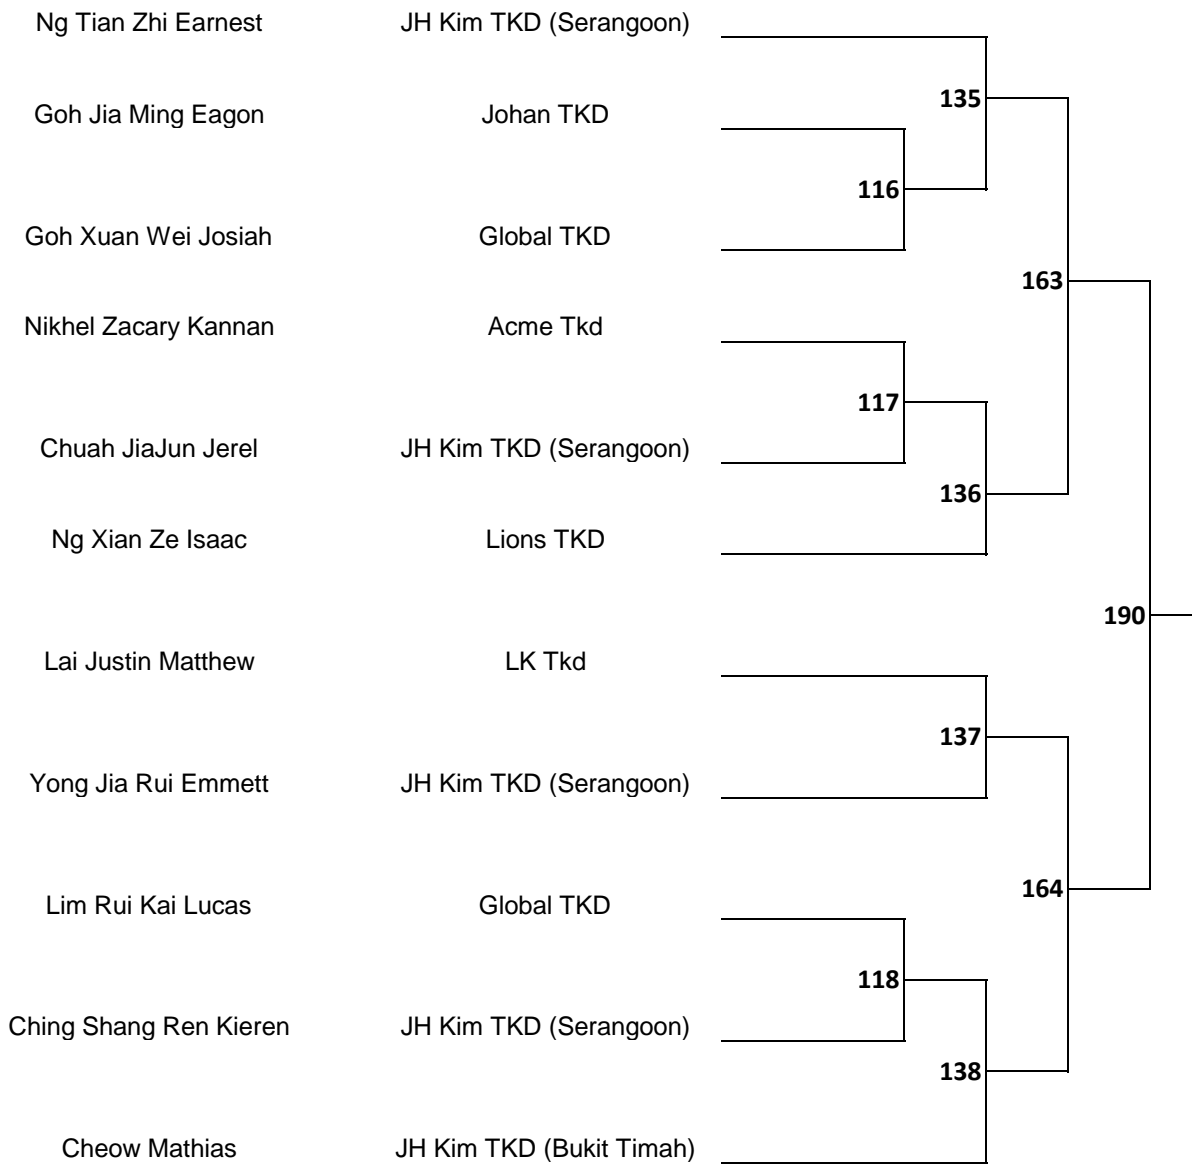 Ng Tian Zhi Earnest JH Kim TKD (Serangoon)
135
Goh Jia Ming Eagon Johan TKD
116
Goh Xuan Wei Josiah Global TKD
163
Nikhel Zacary Kannan Acme Tkd
117
Chuah JiaJun Jerel JH Kim TKD (Serangoon)
136
Ng Xian Ze Isaac Lions TKD
190
Lai Justin Matthew LK Tkd
137
Yong Jia Rui Emmett JH Kim TKD (Serangoon)
164
Lim Rui Kai Lucas Global TKD
118
Ching Shang Ren Kieren JH Kim TKD (Serangoon)
138
Cheow Mathias JH Kim TKD (Bukit Timah)